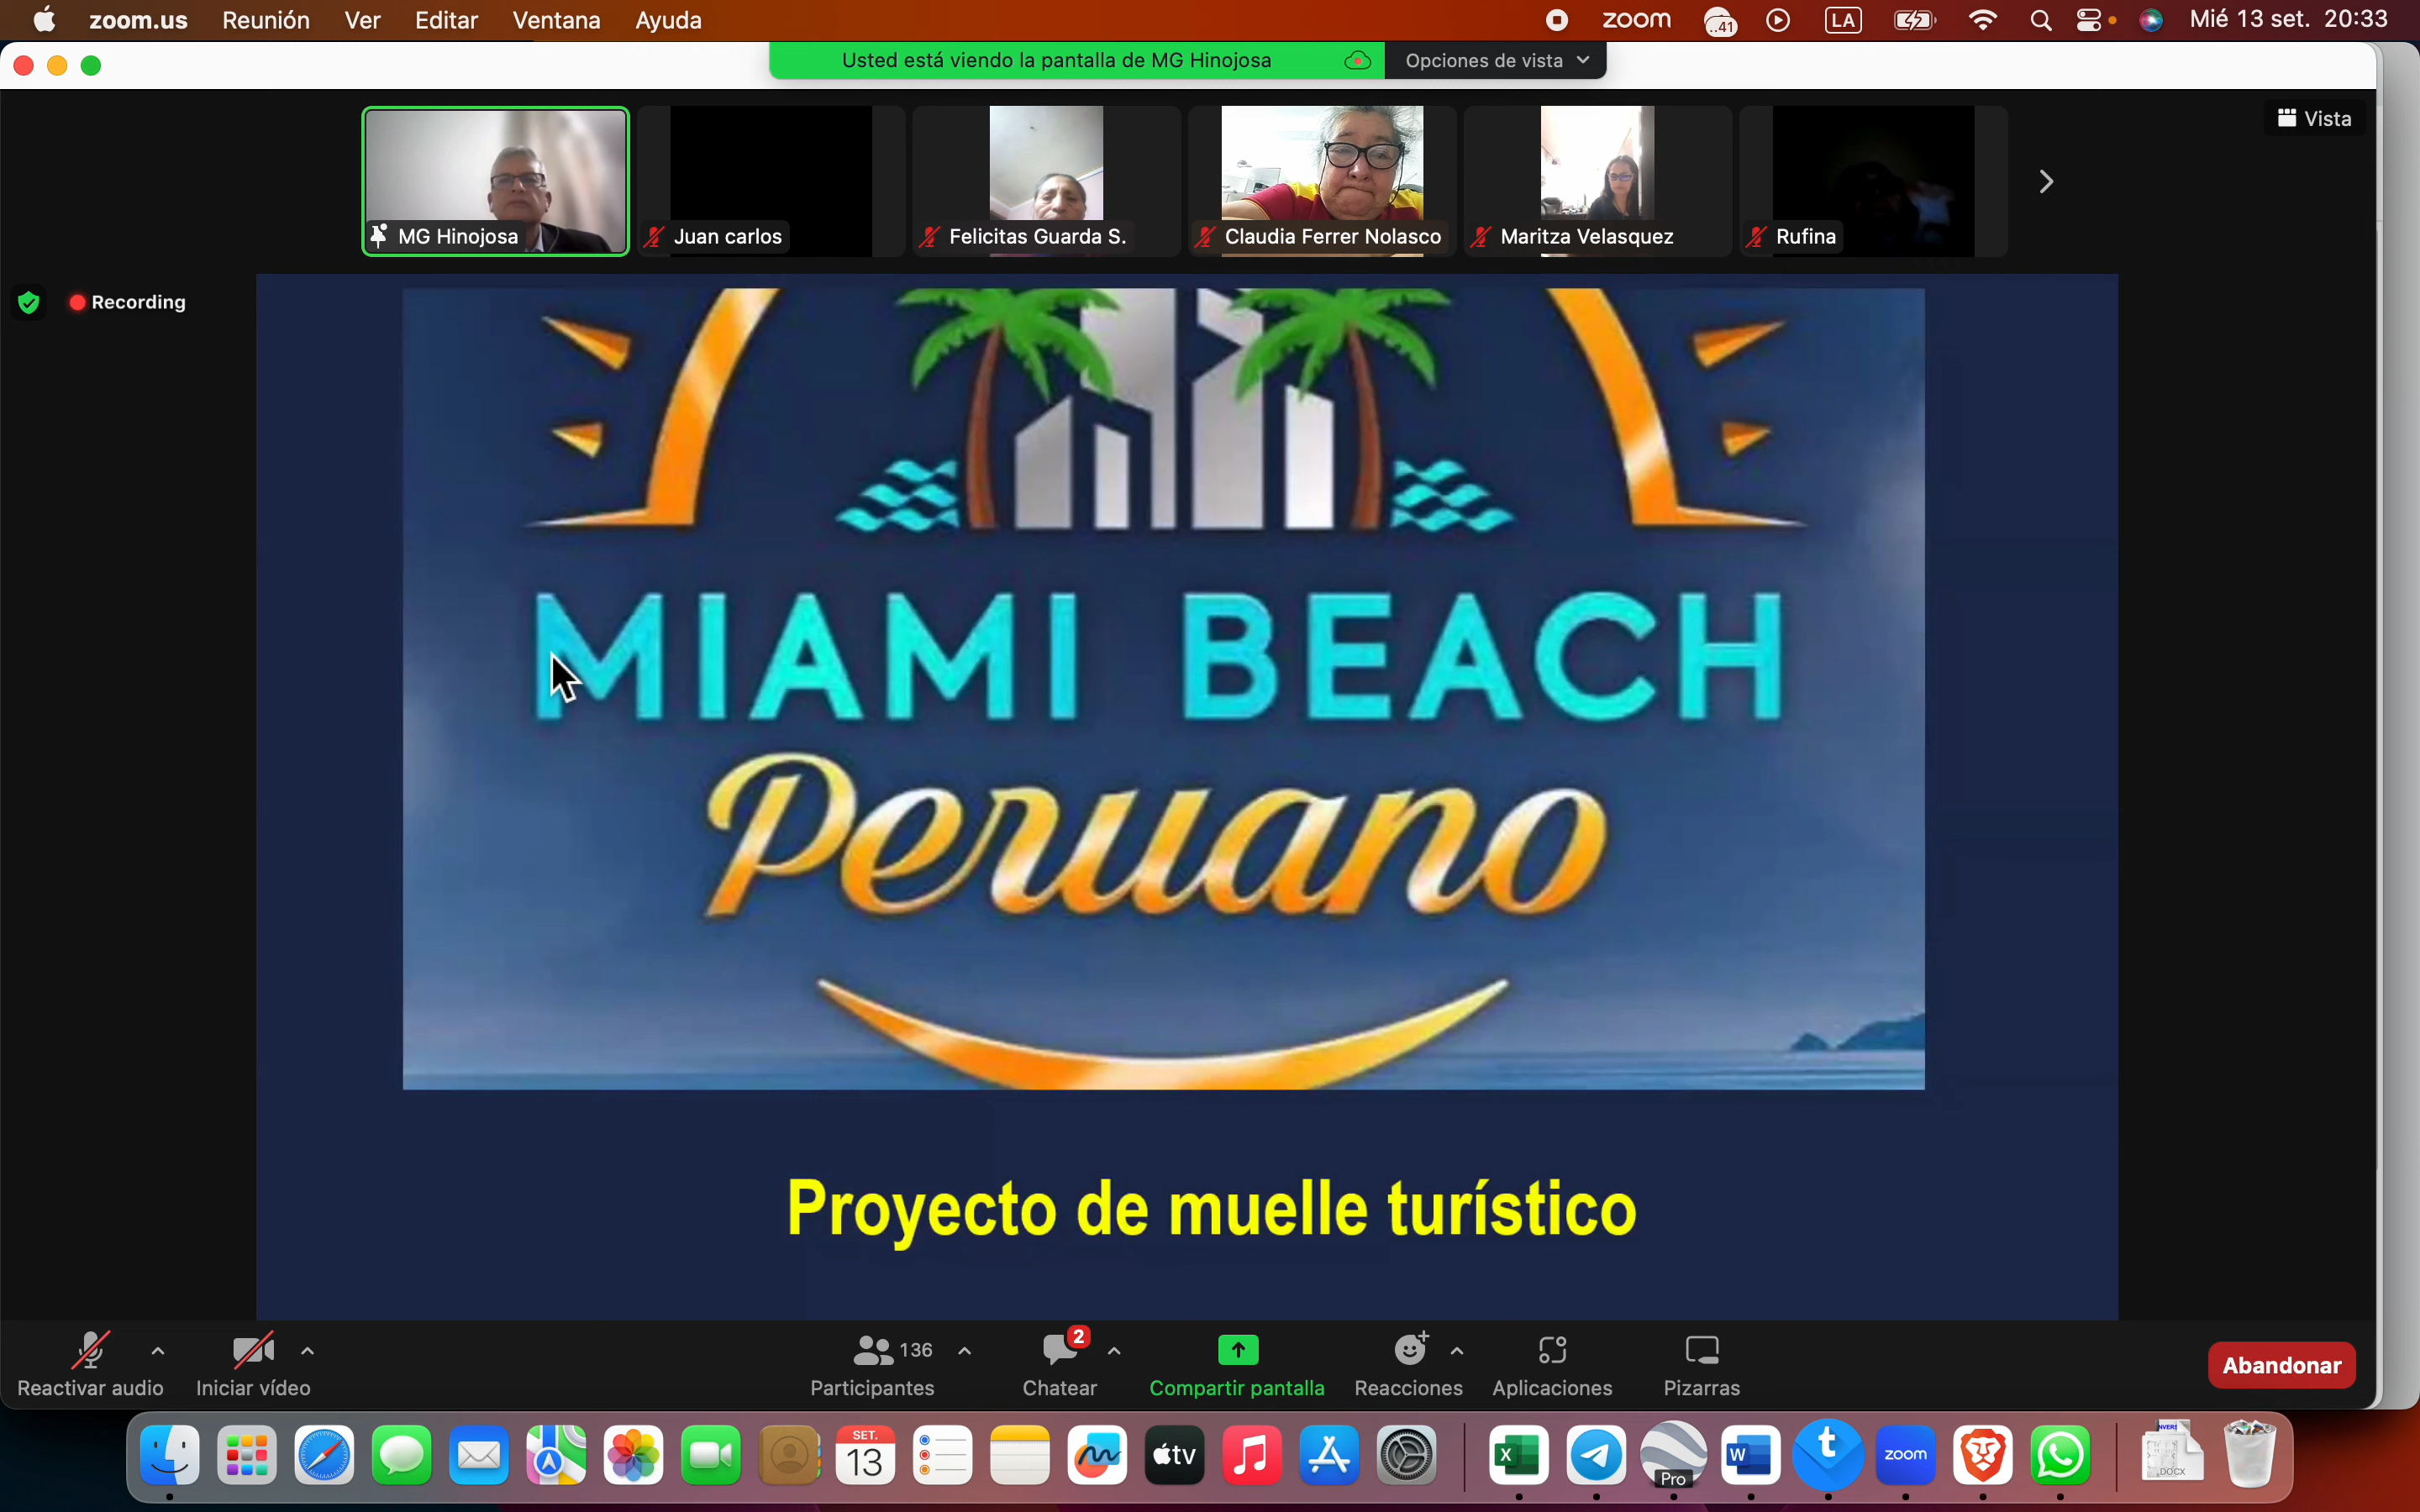 zoom.us Reunión Ver Editar Ventana Ayuda
zoom ..41 LA Mié 13 set. 20:33
Usted está viendo la pantalla de MG Hinojosa Opciones de vista
Vista
MG Hinojosa Juan carlos Felicitas Guarda S. Claudia Ferrer Nolasco Maritza Velasquez Rufina
Recording
MIAMI BEACH
Peruano
Proyecto de muelle turístico
136 2
Reactivar audio Iniciar vídeo Participantes Chatear Compartir pantalla Reacciones Aplicaciones Pizarras
Abandonar
SET.
13
tv
X
Pro
W
t
zoom
DOCX